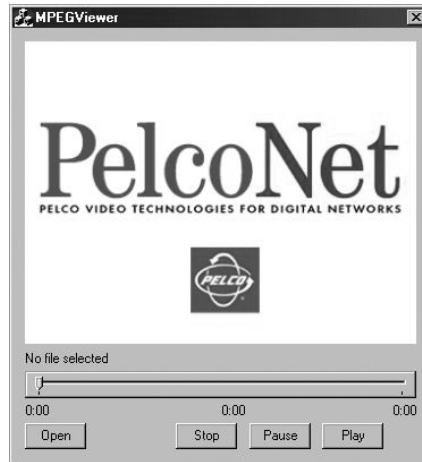 MPEGViewer
PelcoNet
PELCO VIDEO TECHNOLOGIES FOR DIGITAL NETWORKS
PELCO
No file selected
0:00 0:00 0:00
Open Stop Pause Play